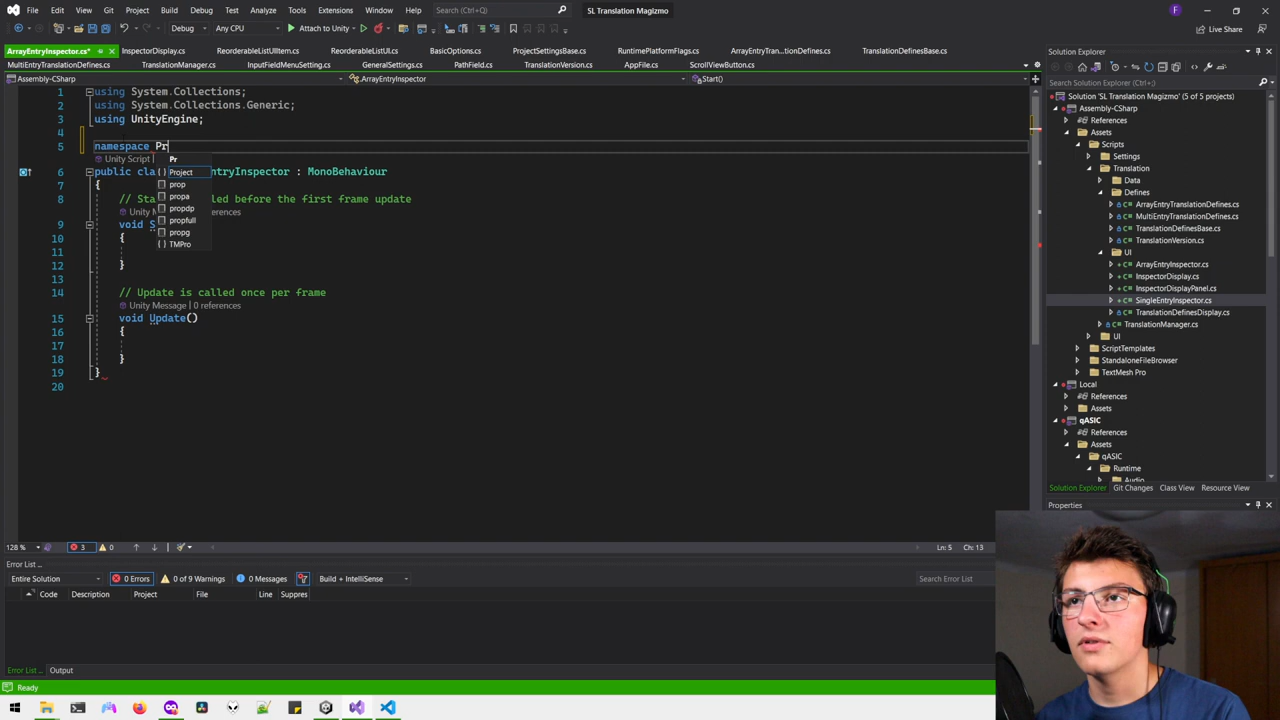 File Edit View Git Project Build Debug Test Analyze Tools Extensions Window Help Search (Ctrl+Q) SL Translation Magizmo F
Debug Any CPU Attach to Unity Live Share
ArrayEntryInspector.cs* InspectorDisplay.cs ReorderableListUIItem.cs ReorderableListUI.cs BasicOptions.cs ProjectSettingsBase.cs RuntimePlatformFlags.cs ArrayEntryTran...tionDefines.cs TranslationDefinesBase.cs
MultiEntryTranslationDefines.cs TranslationManager.cs InputFieldMenuSetting.cs GeneralSettings.cs PathField.cs TranslationVersion.cs AppFile.cs ScrollViewButton.cs
Assembly-CSharp ArrayEntryInspector Start()
1 using System.Collections;
2 using System.Collections.Generic;
3 using UnityEngine;
4
5 namespace Pr
Unity Script |
Pr
Project
prop
propa
propdp
propfull
propg
TMPro
6 public cla EntryInspector : MonoBehaviour
7 {
8 // Sta led before the first frame update
Unity M references
9 void S
10 {
11
12 }
13
14 // Update is called once per frame
Unity Message | 0 references
15 void Update()
16 {
17
18 }
19 }
20
128 % 3 0 Ln: 5 Ch: 13
Error List
Entire Solution 0 Errors 0 of 9 Warnings 0 Messages Build + IntelliSense Search Error List
Code Description Project File Line Suppres
Error List ... Output
Ready
Solution Explorer
Search Solution Explorer (Ctrl+;)
Solution 'SL Translation Magizmo' (5 of 5 projects)
Assembly-CSharp
References
Assets
Scripts
Settings
Translation
Data
Defines
ArrayEntryTranslationDefines.cs
MultiEntryTranslationDefines.cs
TranslationDefinesBase.cs
TranslationVersion.cs
UI
ArrayEntryInspector.cs
InspectorDisplay.cs
InspectorDisplayPanel.cs
SingleEntryInspector.cs
TranslationDefinesDisplay.cs
TranslationManager.cs
UI
ScriptTemplates
StandaloneFileBrowser
TextMesh Pro
Local
References
Assets
qASIC
References
Assets
qASIC
Runtime
Audio
Solution Explorer Git Changes Class View Resource View
Properties